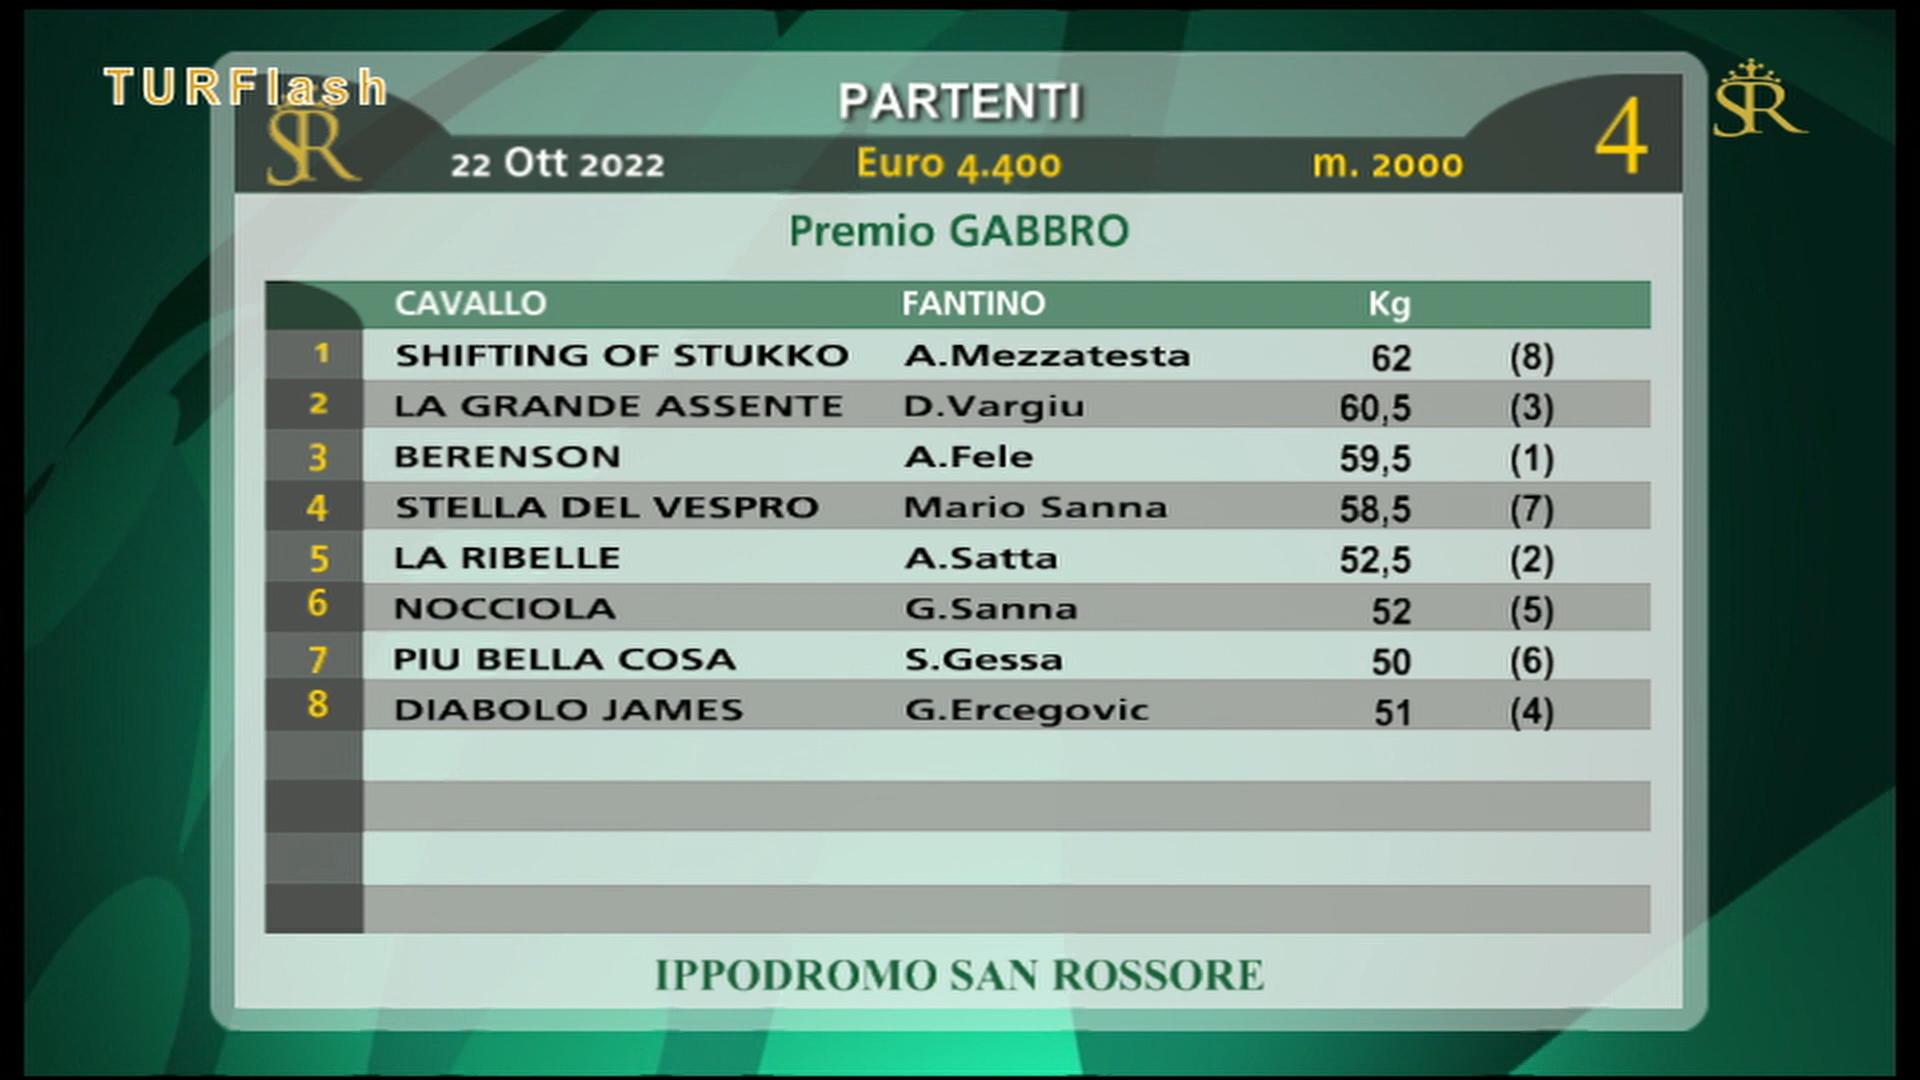 TURFlash
SR
PARTENTI
4
SR
22 Ott 2022 Euro 4.400 m. 2000
Premio GABBRO
CAVALLO FANTINO Kg
1 SHIFTING OF STUKKO A.Mezzatesta 62 (8)
2 LA GRANDE ASSENTE D.Vargiu 60,5 (3)
3 BERENSON A.Fele 59,5 (1)
4 STELLA DEL VESPRO Mario Sanna 58,5 (7)
5 LA RIBELLE A.Satta 52,5 (2)
6 NOCCIOLA G.Sanna 52 (5)
7 PIU BELLA COSA S.Gessa 50 (6)
8 DIABOLO JAMES G.Ercegovic 51 (4)
IPPODROMO SAN ROSSORE